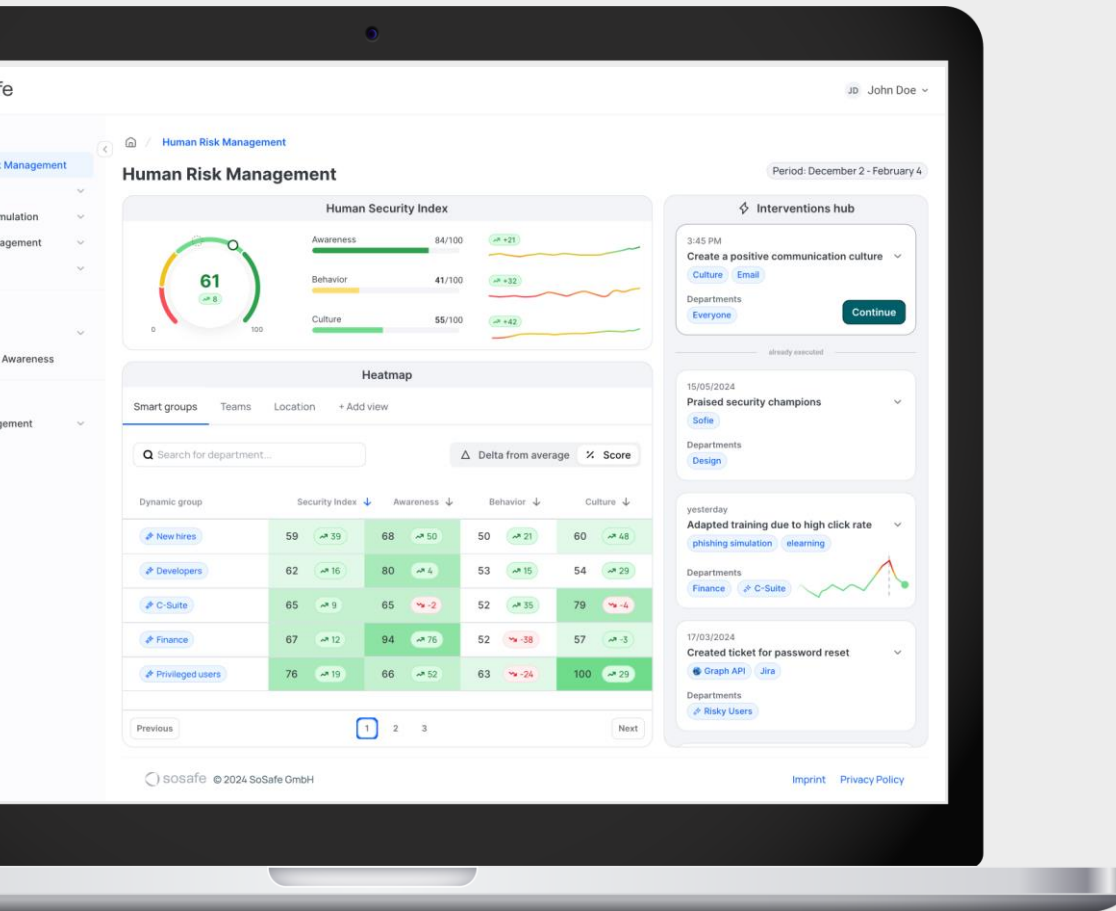 fe
JD John Doe
Management
mulation
agement
Awareness
gement
/ Human Risk Management
Human Risk Management
Period: December 2 - February 4
Human Security Index
61
8
0 100
Awareness 84/100 +21
Behavior 41/100 +32
Culture 55/100 +42
Heatmap
Smart groups Teams Location + Add view
Search for department...
Δ Delta from average % Score
Dynamic group Security Index Awareness Behavior Culture
New hires 59 39 68 50 50 21 60 48
Developers 62 16 80 4 53 15 54 29
C-Suite 65 9 65 -2 52 35 79 -4
Finance 67 12 94 76 52 -38 57 -3
Privileged users 76 19 66 52 63 -24 100 29
Previous 1 2 3 Next
Interventions hub
3:45 PM
Create a positive communication culture
Culture Email
Departments
Everyone
Continue
already executed
15/05/2024
Praised security champions
Sofie
Departments
Design
yesterday
Adapted training due to high click rate
phishing simulation elearning
Departments
Finance C-Suite
17/03/2024
Created ticket for password reset
Graph API Jira
Departments
Risky Users
sosafe © 2024 SoSafe GmbH
Imprint Privacy Policy